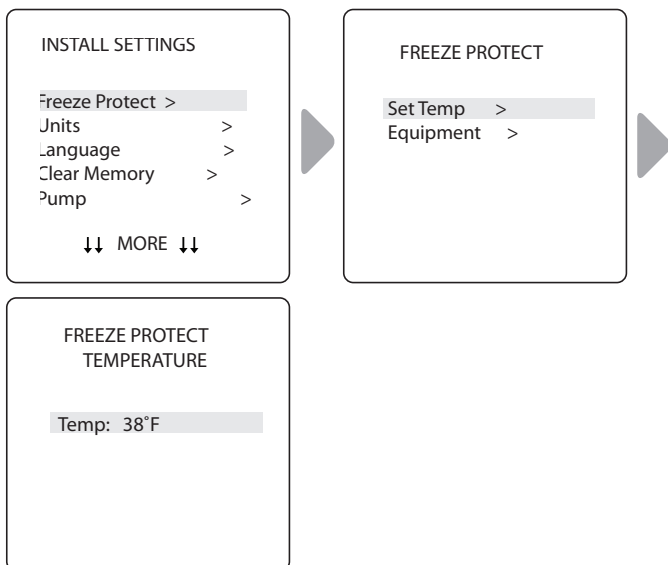 INSTALL SETTINGS
Freeze Protect >
Units >
Language >
Clear Memory >
Pump >
↓↓ MORE ↓↓
FREEZE PROTECT
Set Temp >
Equipment >
FREEZE PROTECT
TEMPERATURE
Temp: 38˚F